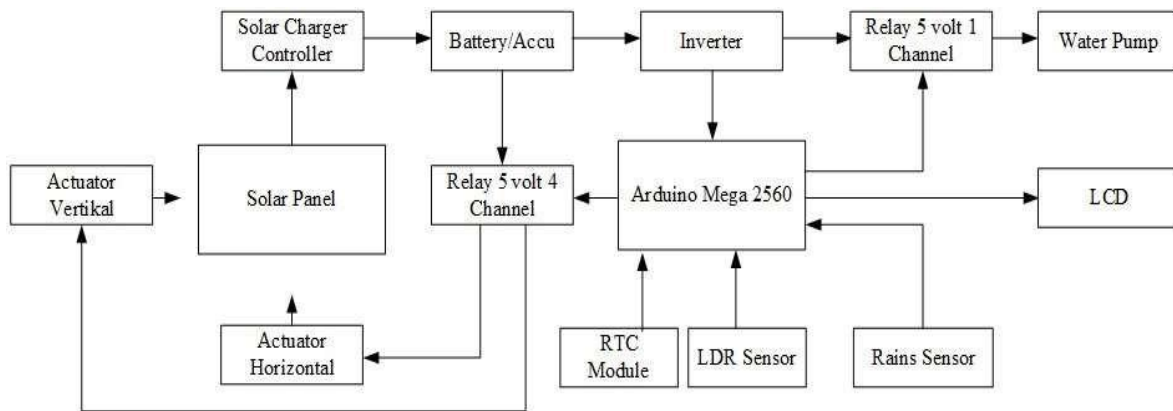 Solar Charger
Controller
Battery/Accu
Inverter
Relay 5 volt 1
Channel
Water Pump
Actuator
Vertikal
Solar Panel
Relay 5 volt 4
Channel
Arduino Mega 2560
LCD
Actuator
Horizontal
RTC
Module
LDR Sensor
Rains Sensor